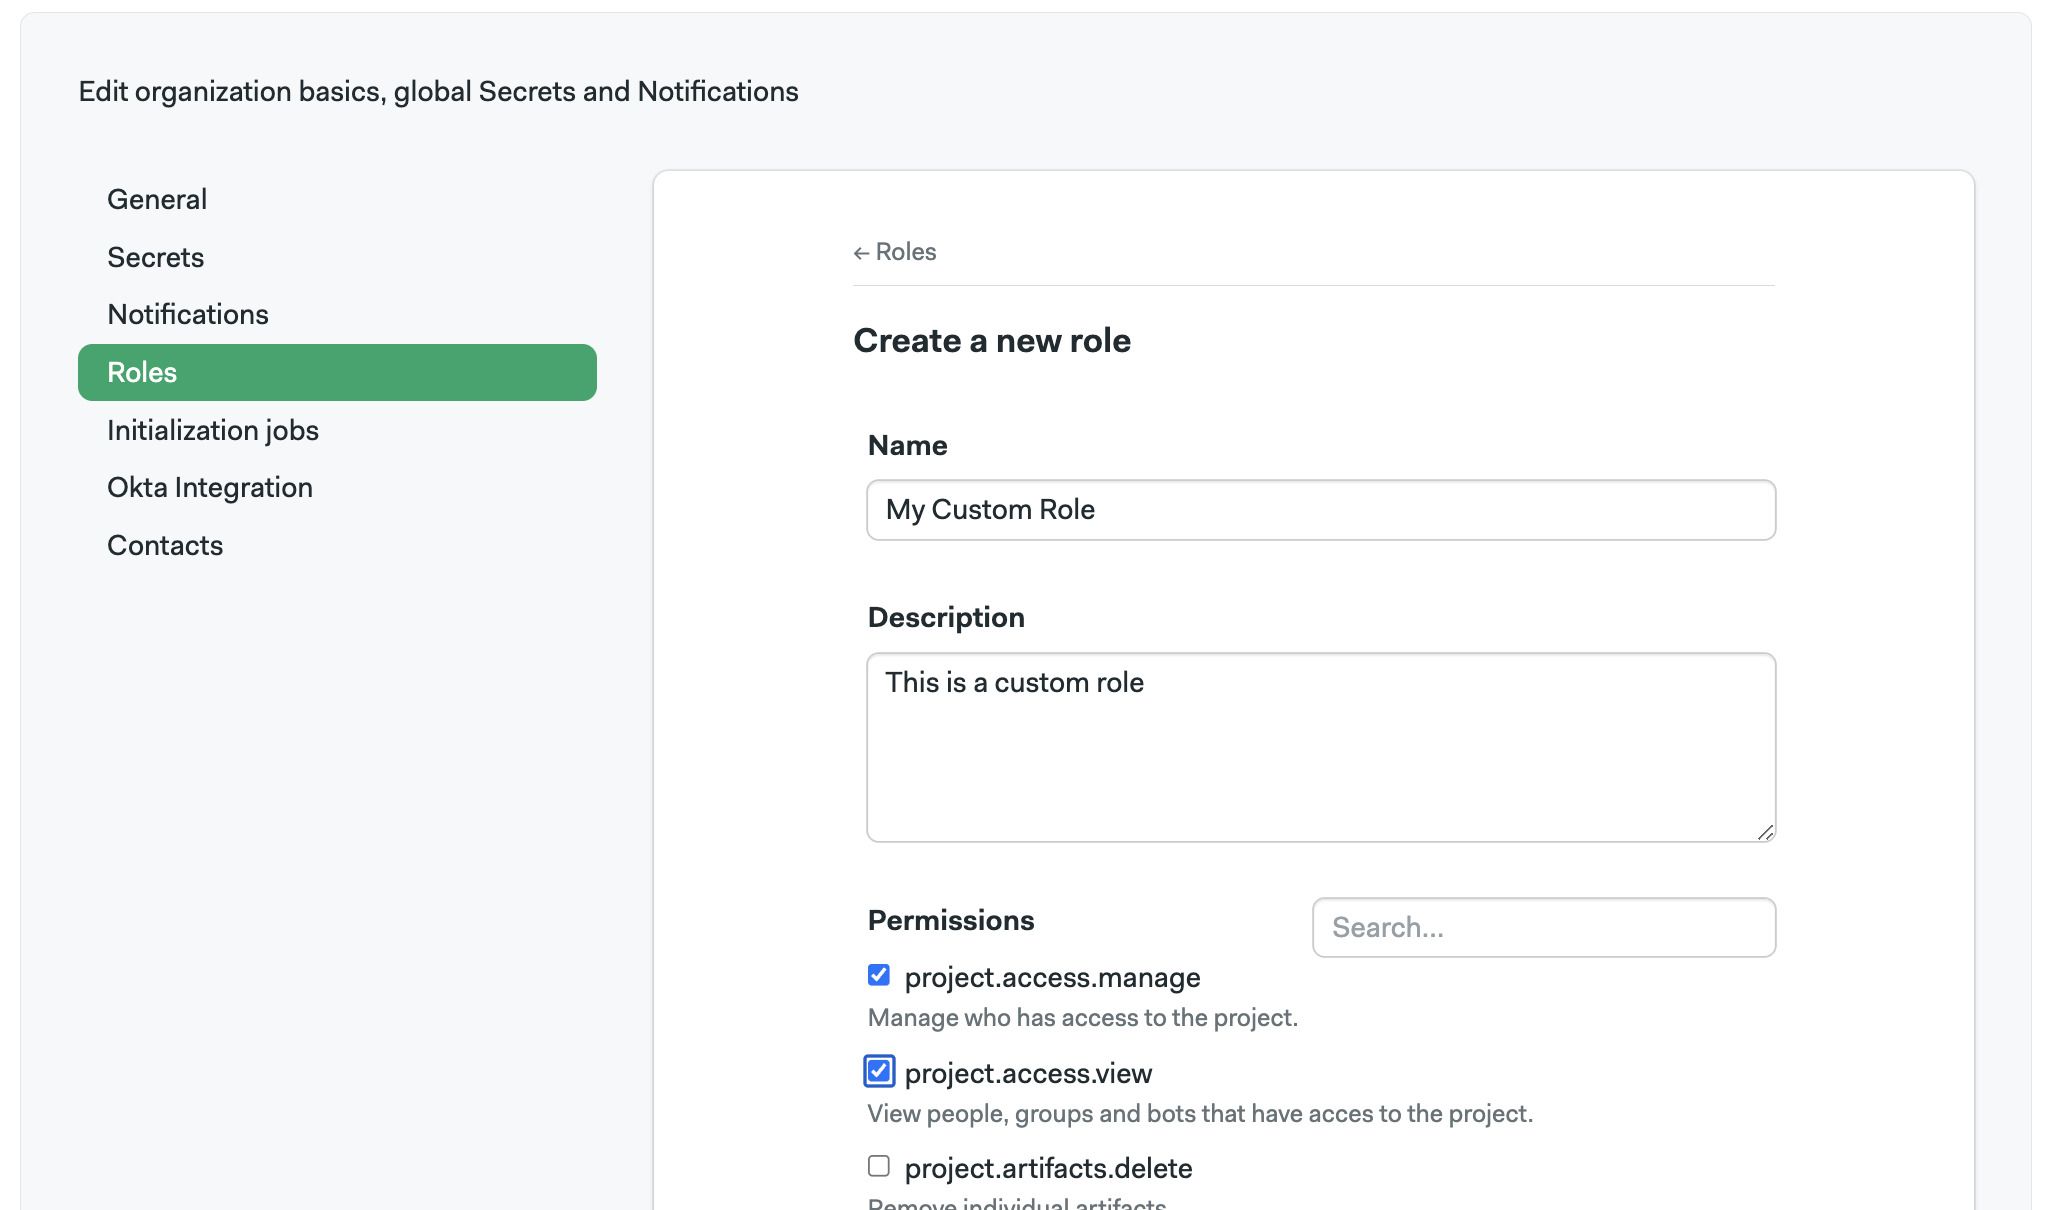 Edit organization basics, global Secrets and Notifications
General
Secrets
Notifications
Roles
Initialization jobs
Okta Integration
Contacts
← Roles
Create a new role
Name
My Custom Role
Description
This is a custom role
Permissions
Search...
project.access.manage
Manage who has access to the project.
project.access.view
View people, groups and bots that have acces to the project.
project.artifacts.delete
Remove individual artifacts